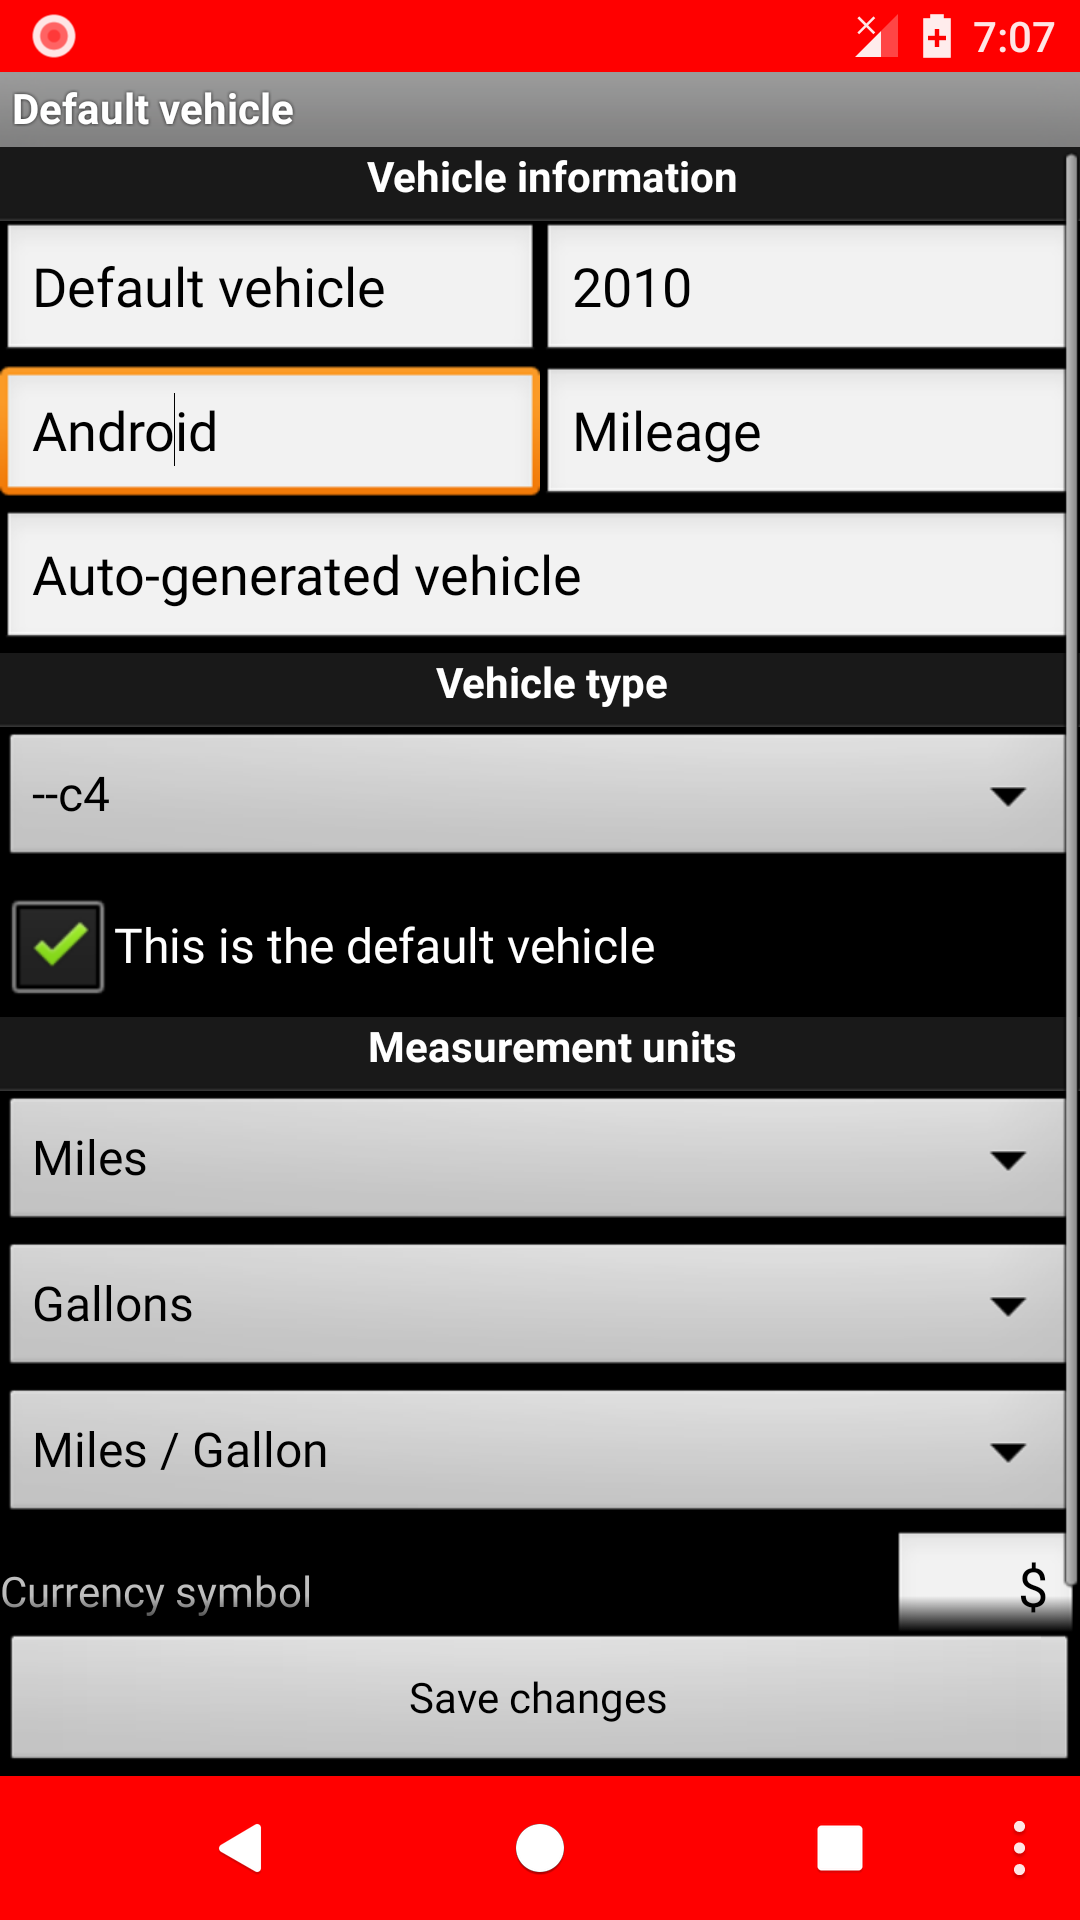 7:07
Default vehicle
Vehicle information
Default vehicle
2010
Android
Mileage
Auto-generated vehicle
Vehicle type
--c4
This is the default vehicle
Measurement units
Miles
Gallons
Miles / Gallon
Currency symbol
$
Save changes